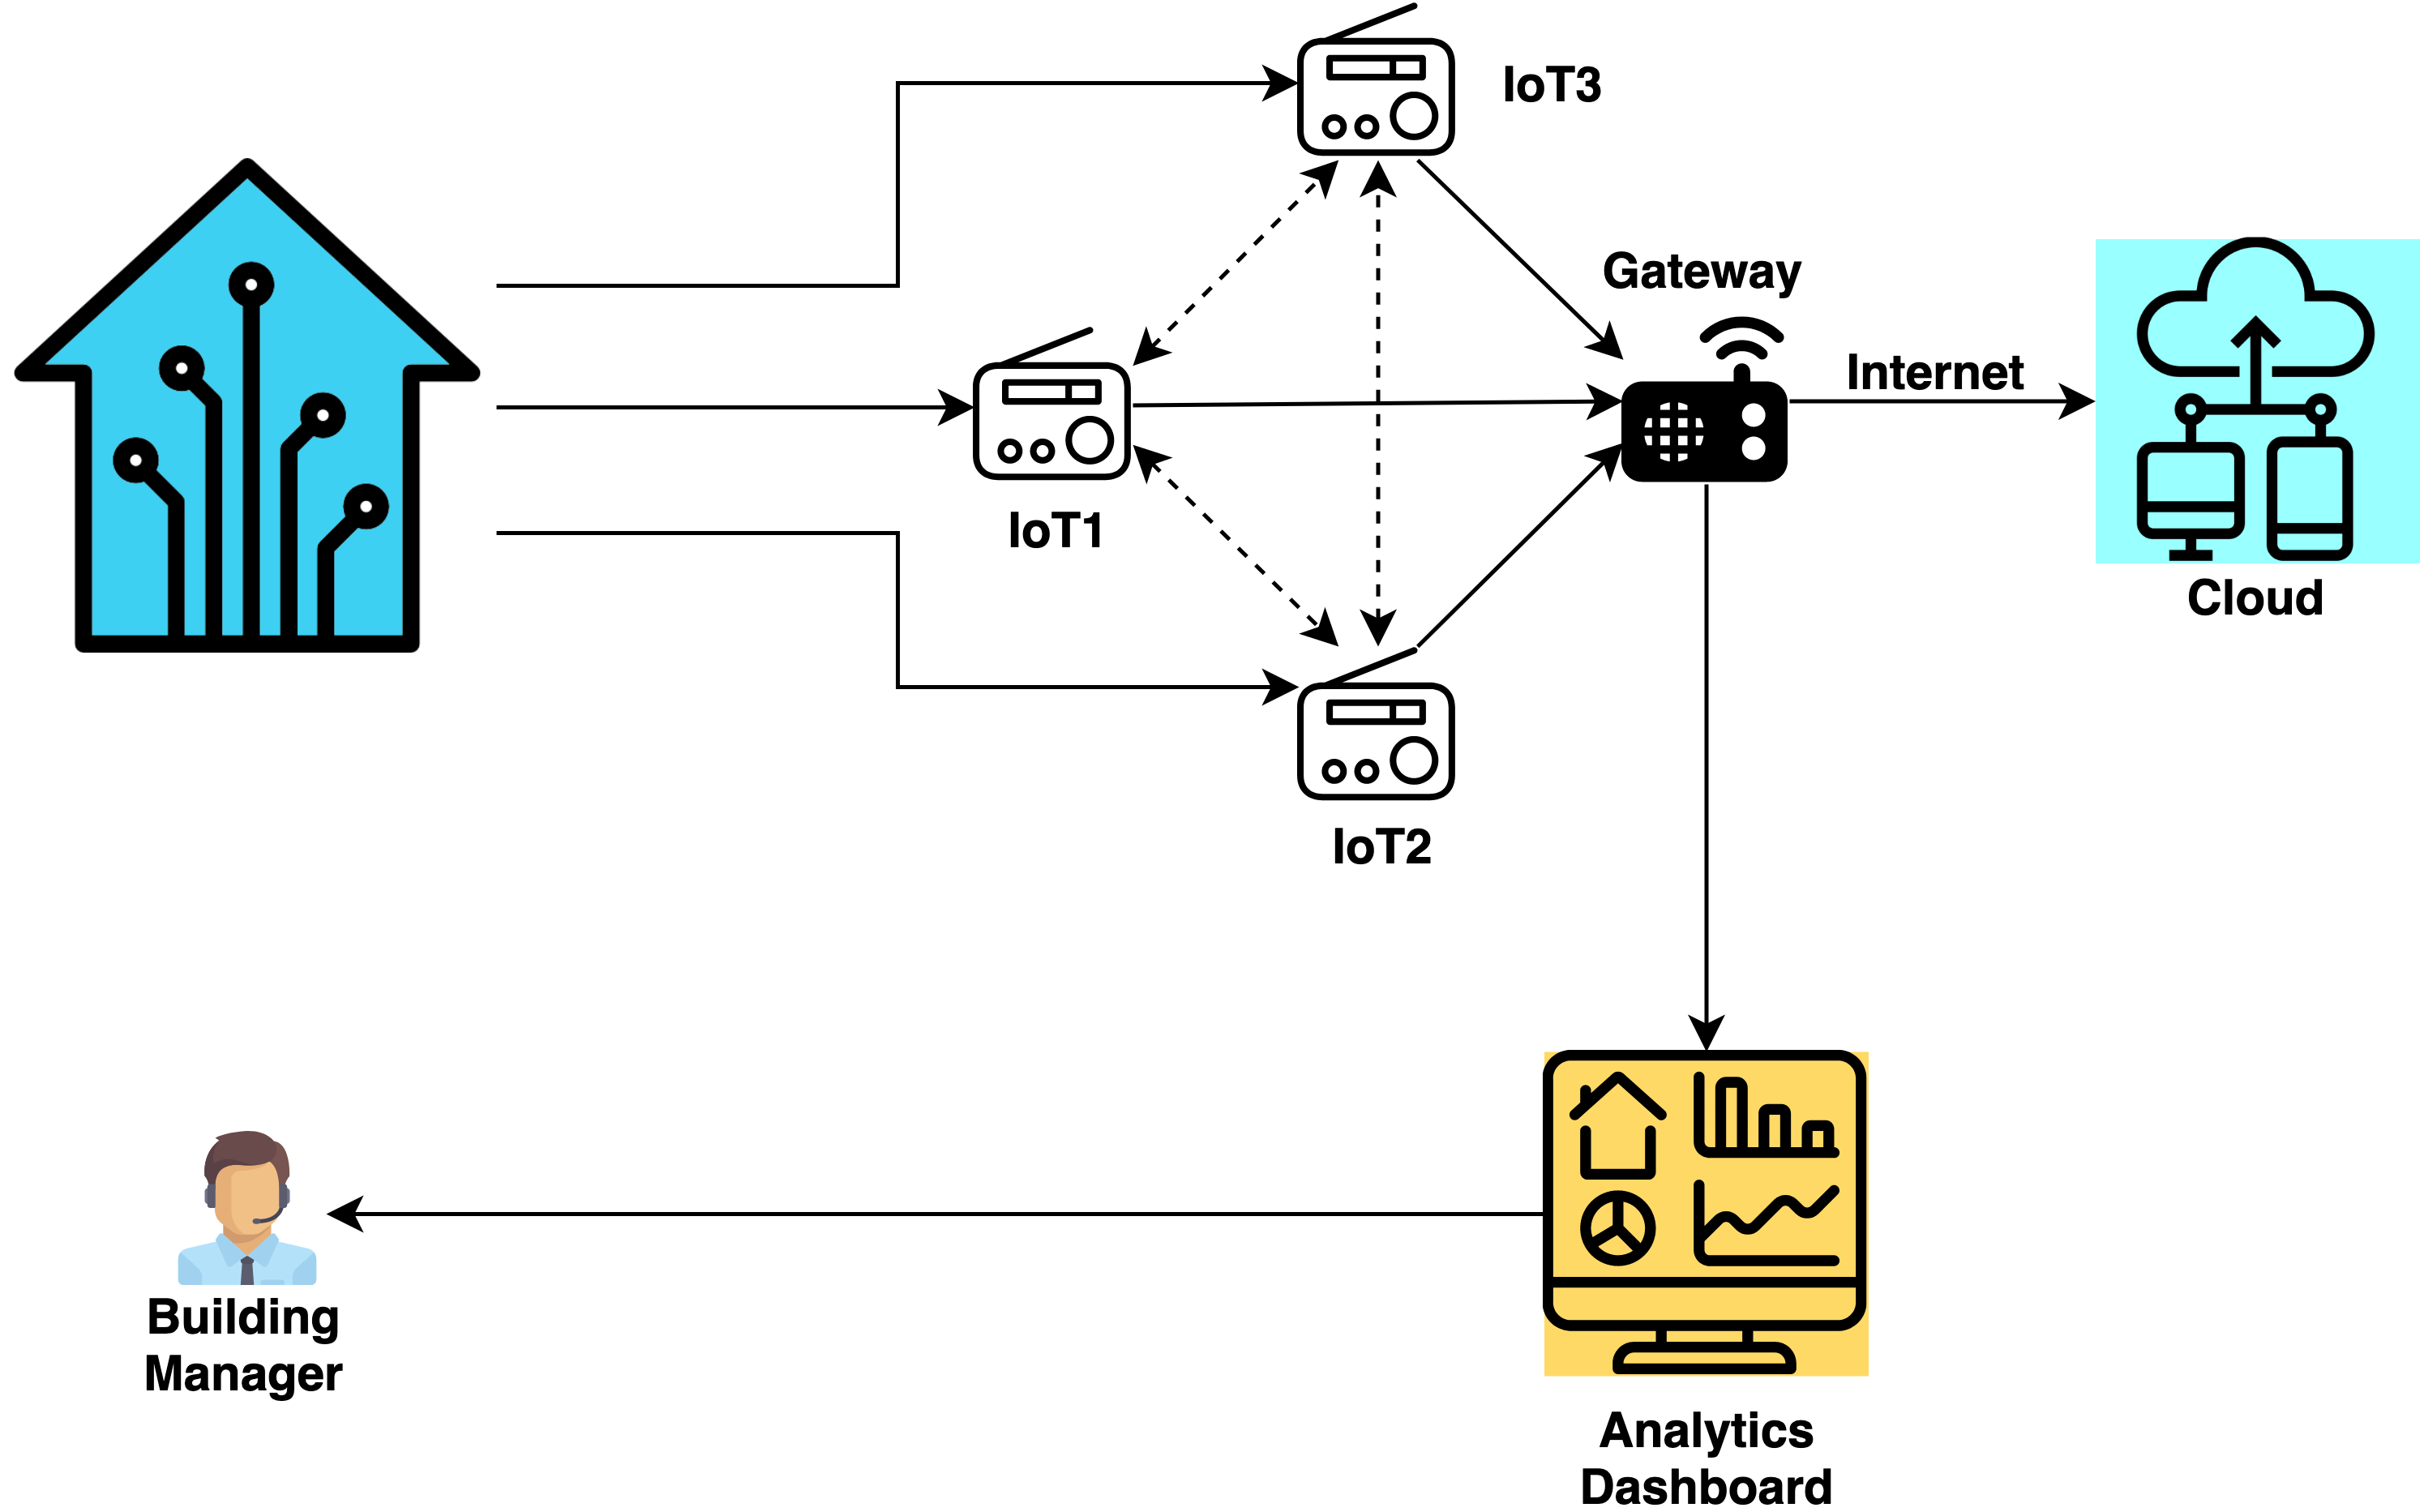 IoT3
Gateway
Internet
IoT1
Cloud
IoT2
Building
Manager
Analytics
Dashboard